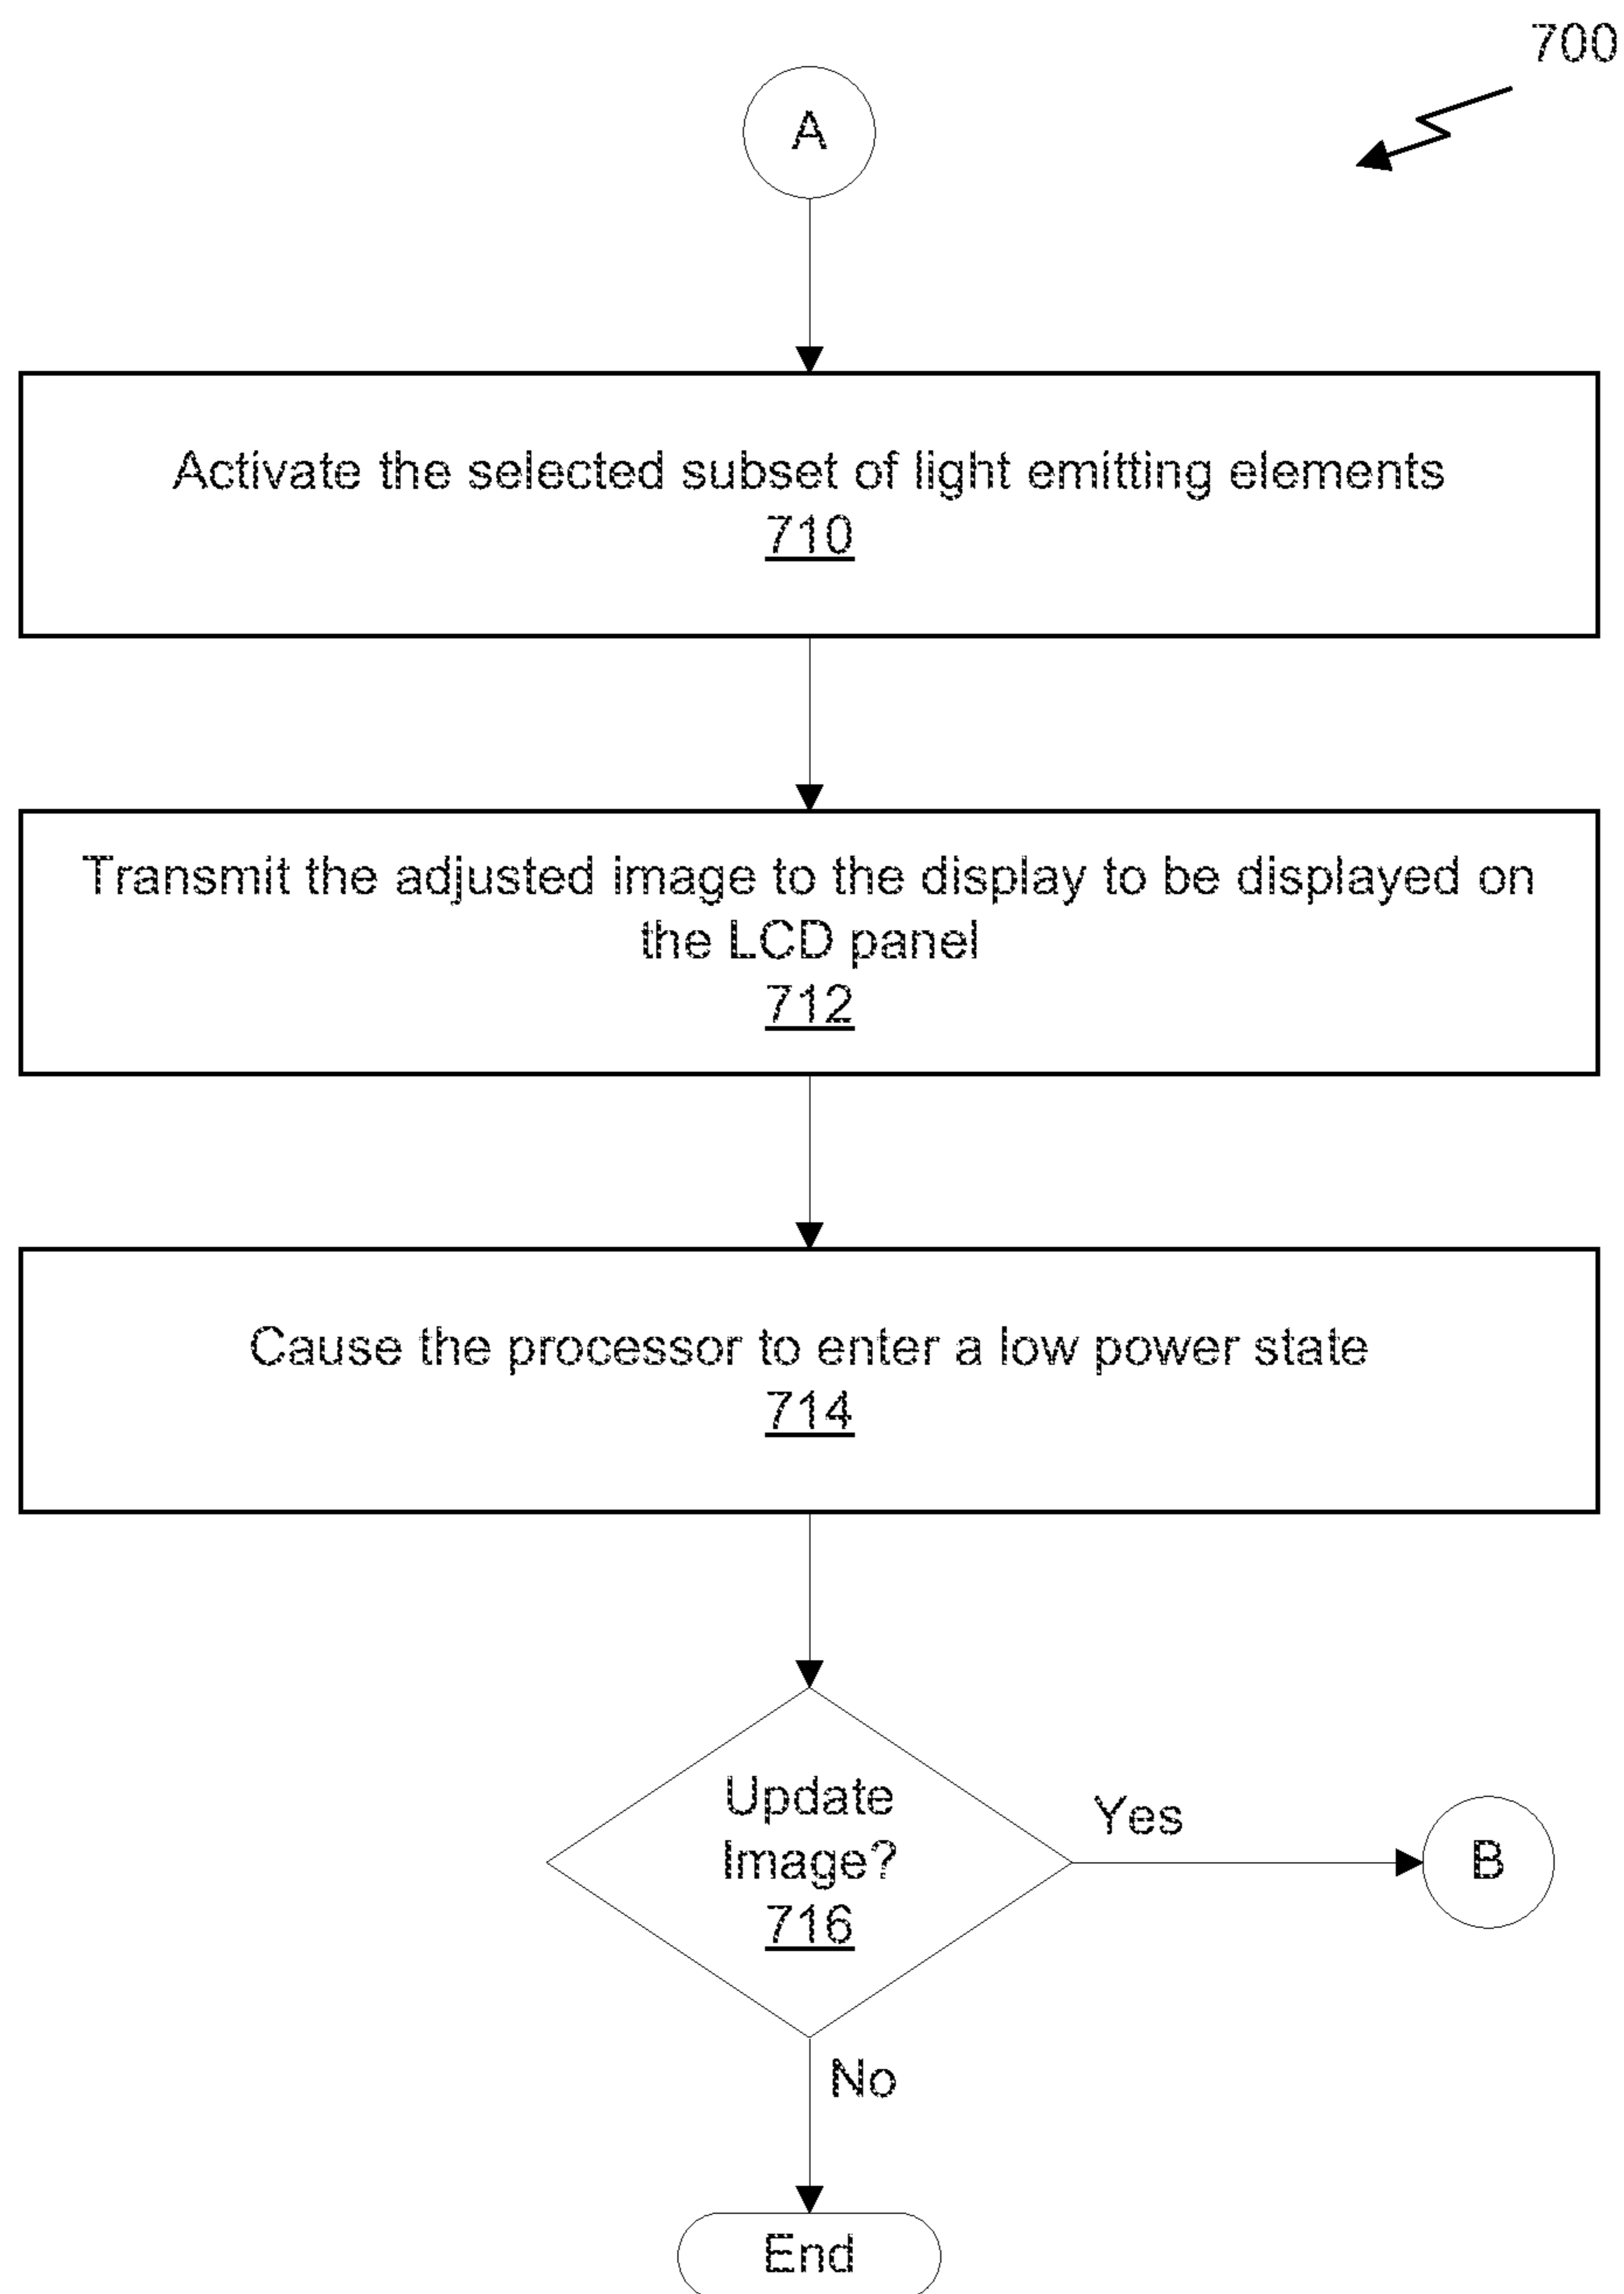 700
A
Activate the selected subset of light emitting elements
710
Transmit the adjusted image to the display to be displayed on
the LCD panel
712
Cause the processor to enter a low power state
714
Update
Image?
716
Yes
B
No
End